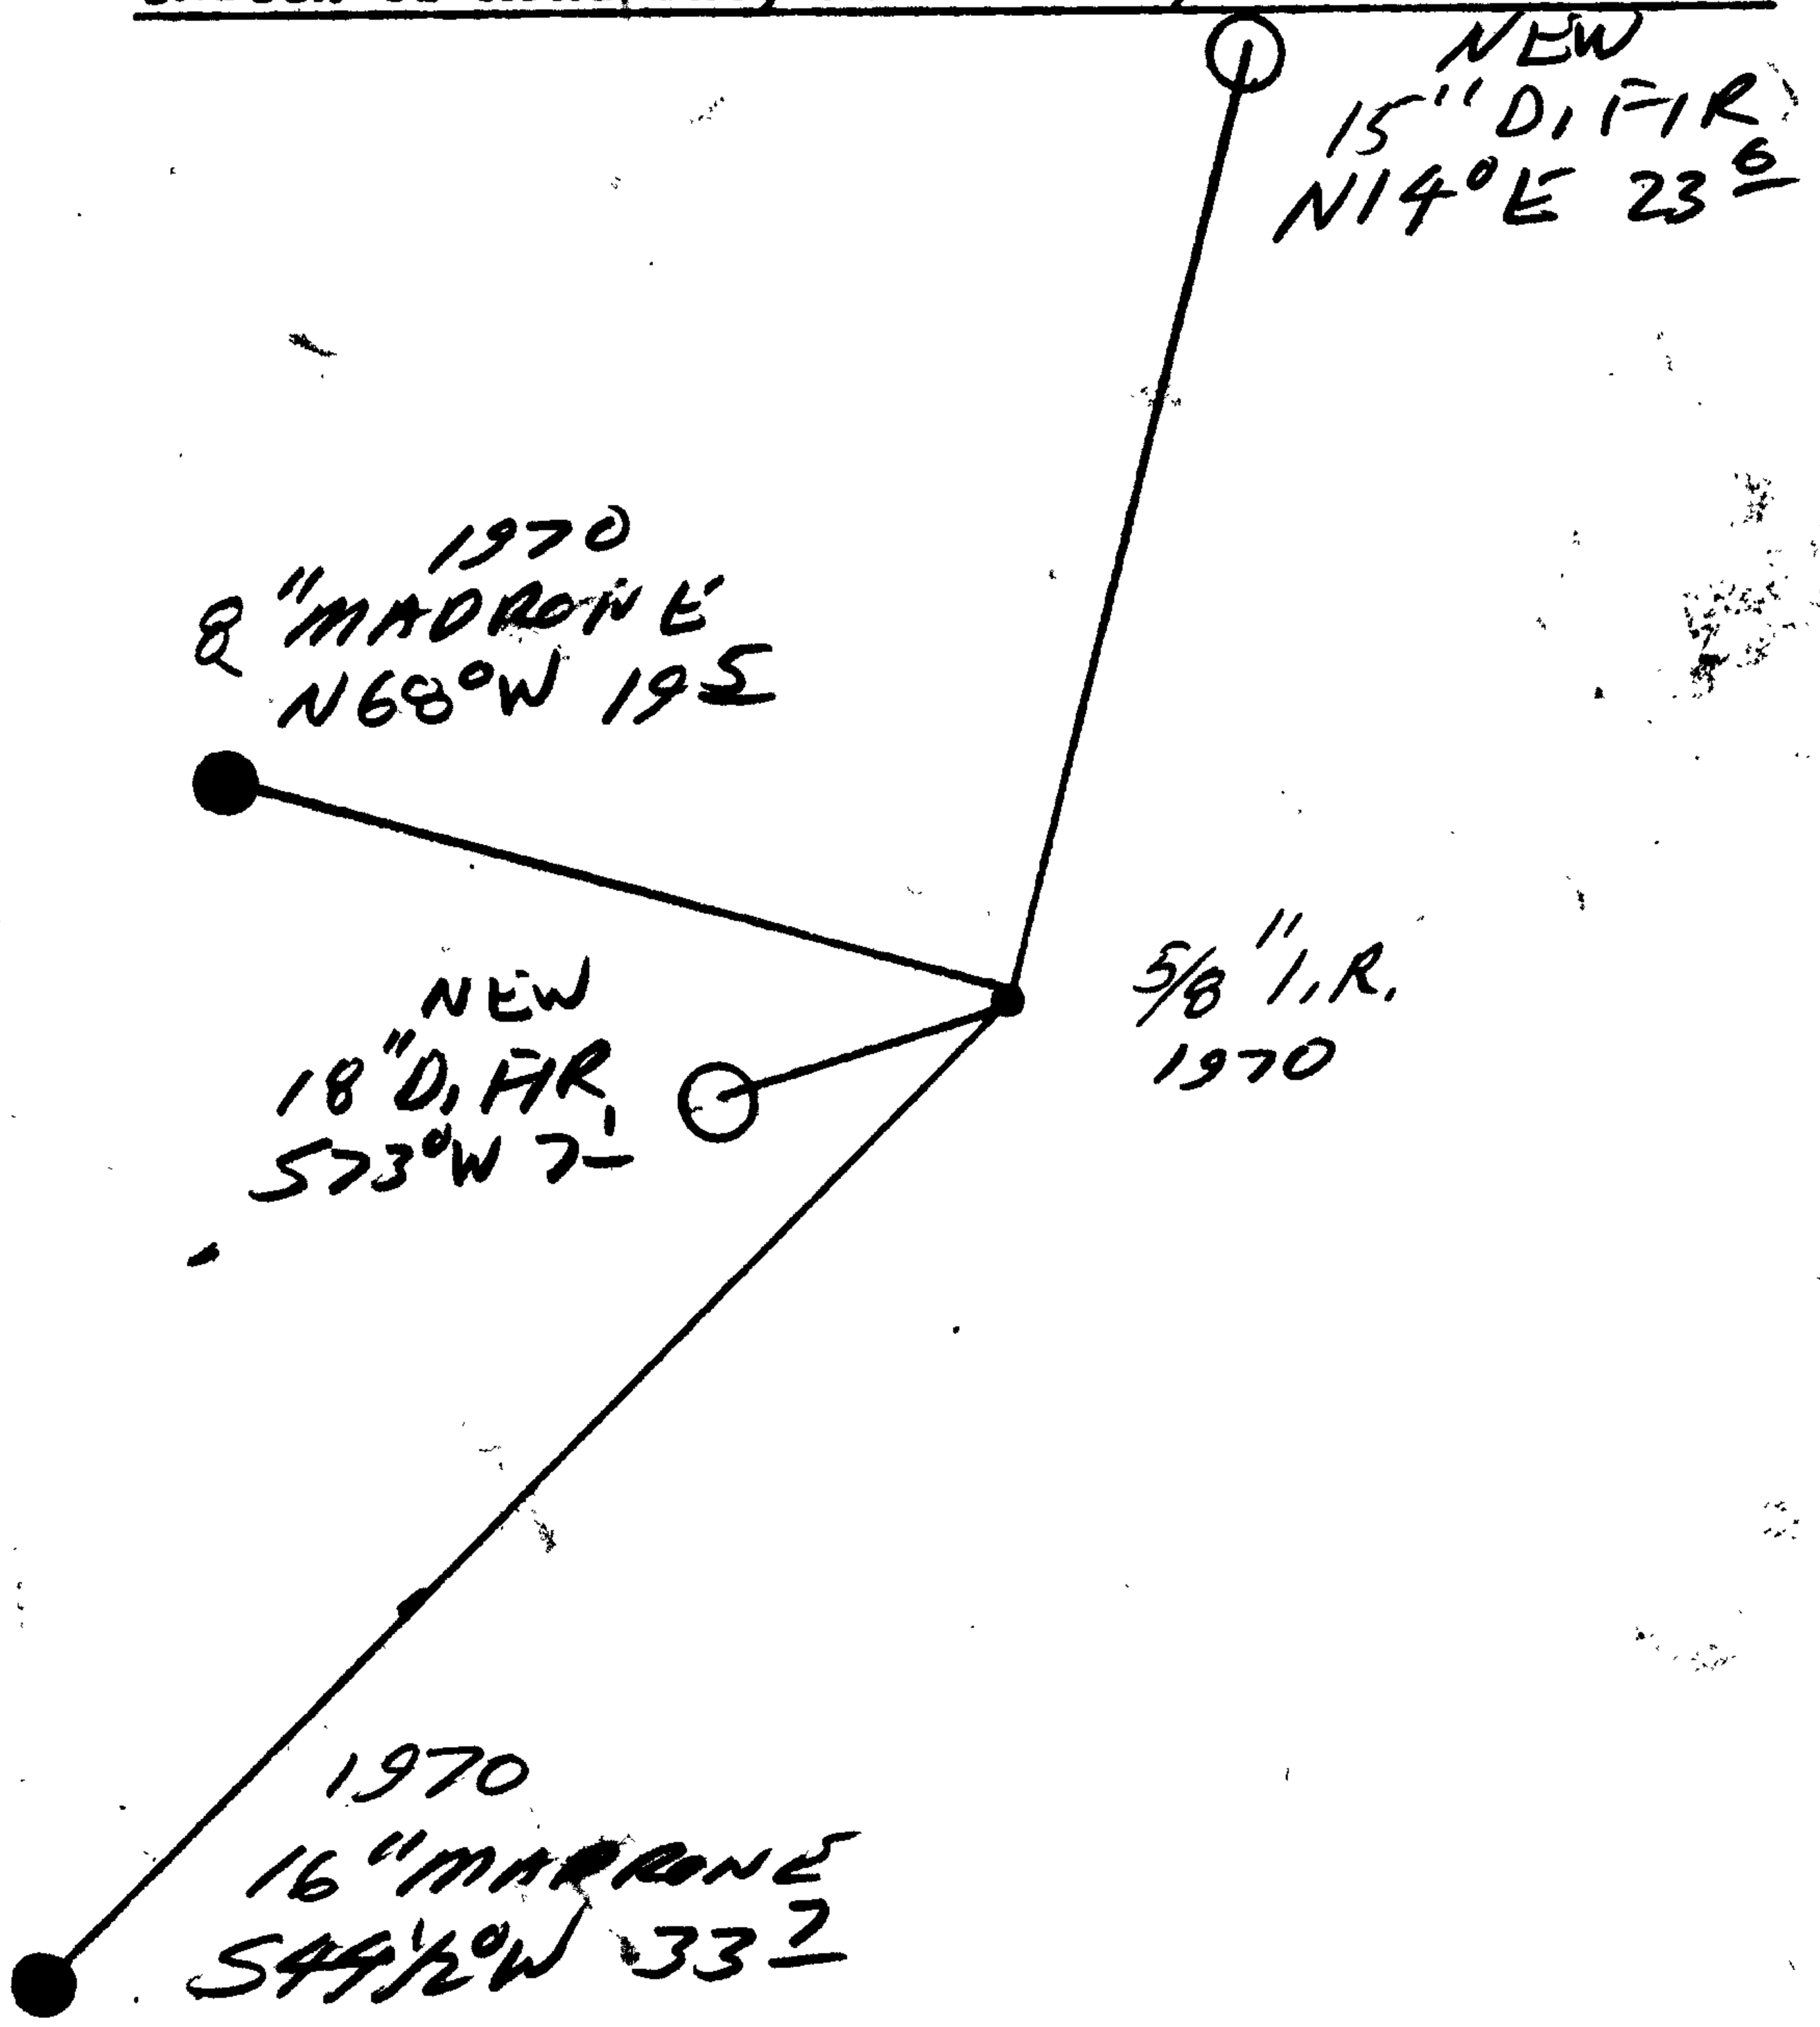 NEW
15" D. FIR
N14°E 23 6
1970
8 "MADRONE
N68°W 19 5
NEW
18" D. FIR
S73°W 7 1
5/8 "I.R.
1970
1970
16 "MADRONE
S44½°W 33 7